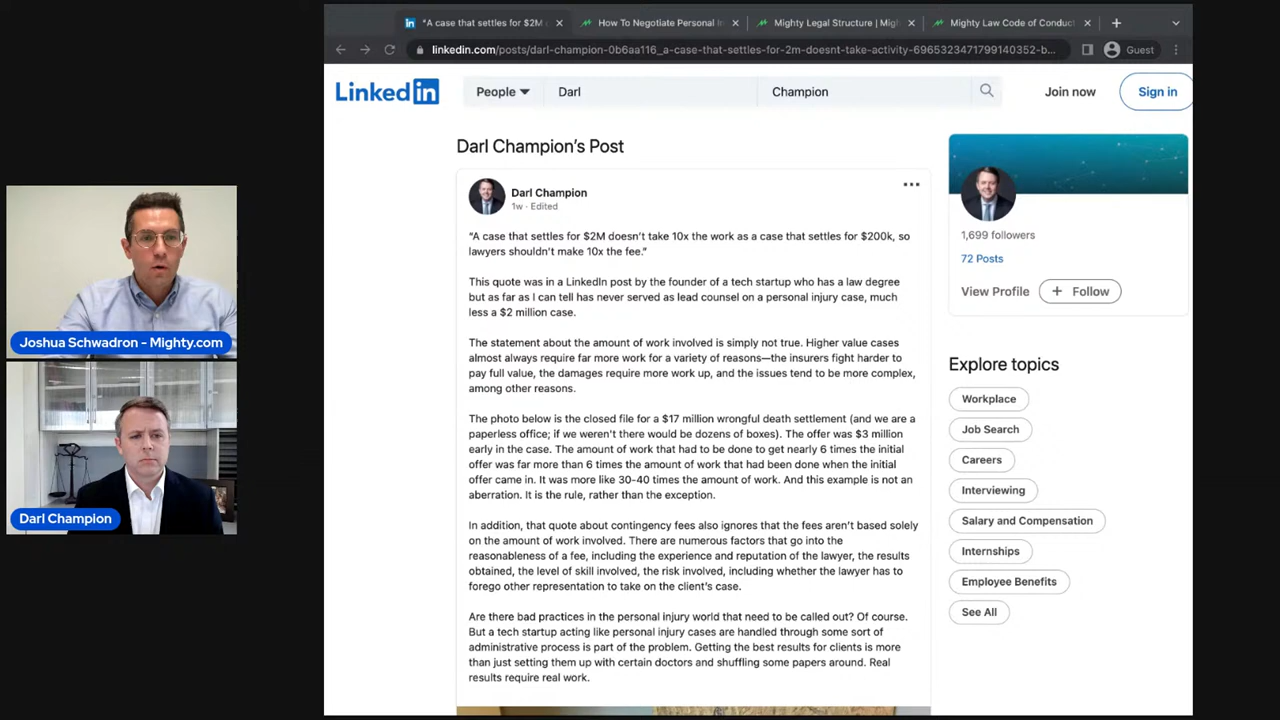 "A case that settles for $2M
How To Negotiate Personal I
Mighty Legal Structure | Mig
Mighty Law Code of Conduct
linkedin.com/posts/darl-champion-0b6aa116_a-case-that-settles-for-2m-doesnt-take-activity-6965323471799140352-b...
Guest
Linked in
People
Darl
Champion
Join now
Sign in
Darl Champion's Post
Darl Champion
1w · Edited
"A case that settles for $2M doesn't take 10x the work as a case that settles for $200k, so
lawyers shouldn't make 10x the fee."
This quote was in a LinkedIn post by the founder of a tech startup who has a law degree
but as far as I can tell has never served as lead counsel on a personal injury case, much
less a $2 million case.
The statement about the amount of work involved is simply not true. Higher value cases
almost always require far more work for a variety of reasons—the insurers fight harder to
pay full value, the damages require more work up, and the issues tend to be more complex,
among other reasons.
The photo below is the closed file for a $17 million wrongful death settlement (and we are a
paperless office; if we weren't there would be dozens of boxes). The offer was $3 million
early in the case. The amount of work that had to be done to get nearly 6 times the initial
offer was far more than 6 times the amount of work that had been done when the initial
offer came in. It was more like 30-40 times the amount of work. And this example is not an
aberration. It is the rule, rather than the exception.
In addition, that quote about contingency fees also ignores that the fees aren't based solely
on the amount of work involved. There are numerous factors that go into the
reasonableness of a fee, including the experience and reputation of the lawyer, the results
obtained, the level of skill involved, the risk involved, including whether the lawyer has to
forego other representation to take on the client's case.
Are there bad practices in the personal injury world that need to be called out? Of course.
But a tech startup acting like personal injury cases are handled through some sort of
administrative process is part of the problem. Getting the best results for clients is more
than just setting them up with certain doctors and shuffling some papers around. Real
results require real work.
1,699 followers
72 Posts
View Profile
+ Follow
Explore topics
Workplace
Job Search
Careers
Interviewing
Salary and Compensation
Internships
Employee Benefits
See All
Joshua Schwadron - Mighty.com
Darl Champion